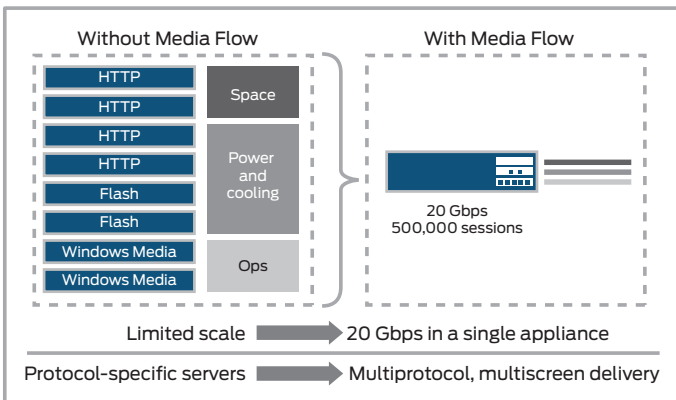 Without Media Flow
With Media Flow
HTTP
HTTP
HTTP
HTTP
Flash
Flash
Windows Media
Windows Media
Space
Power
and
cooling
Ops
20 Gbps
500,000 sessions
Limited scale
20 Gbps in a single appliance
Protocol-specific servers
Multiprotocol, multiscreen delivery